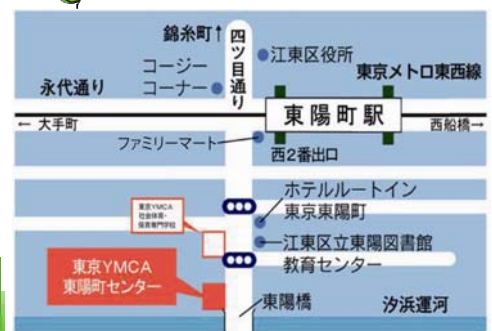 錦糸町↑
四ツ目通り
江東区役所
コージー
コーナー
永代通り
東京メトロ東西線
東陽町駅
← 大手町
西船橋→
ファミリーマート
西2番出口
ホテルルートイン
東京東陽町
東京YMCA
社会体育・
保育専門学校
江東区立東陽図書館
教育センター
東京YMCA
東陽町センター
東陽橋
汐浜運河